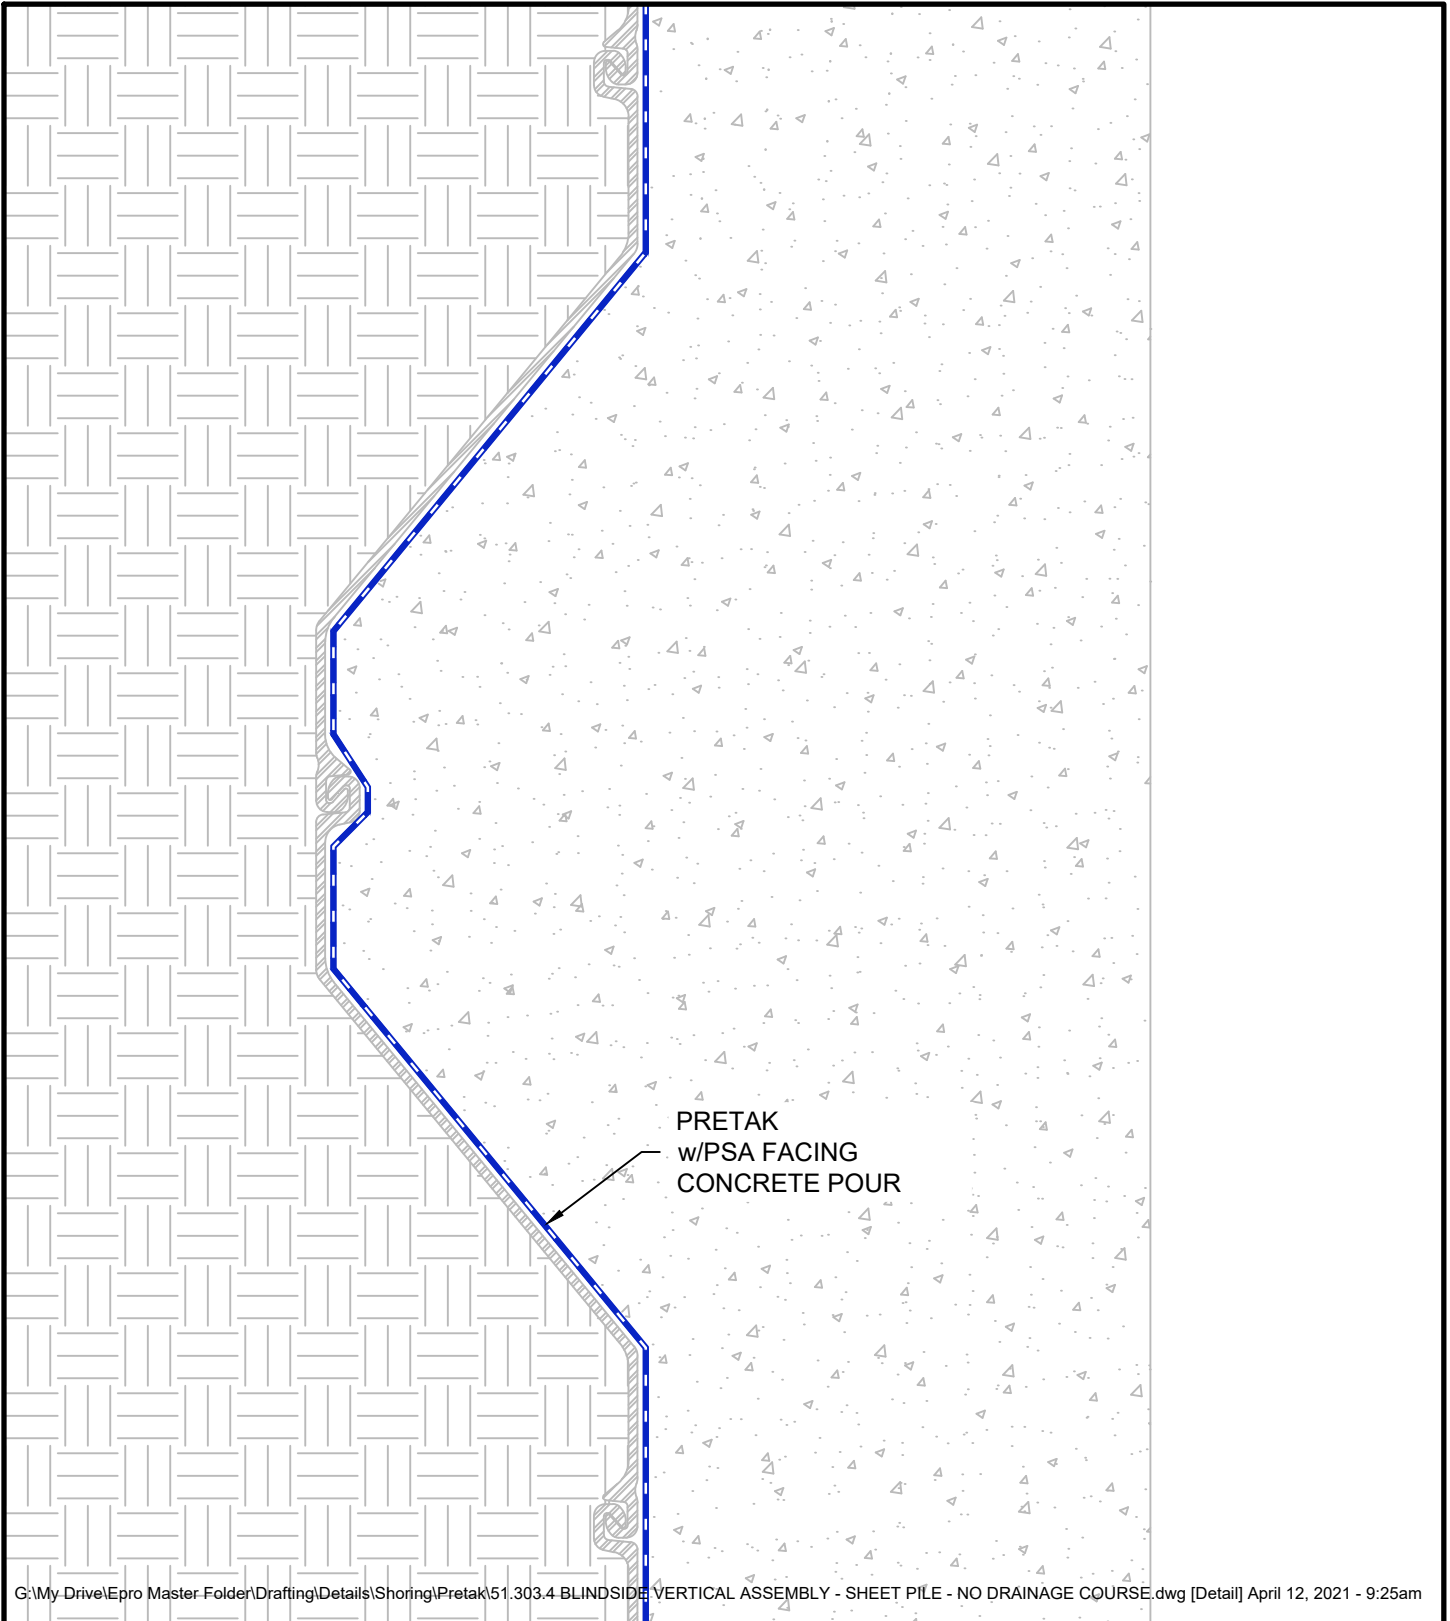 PRETAK
w/PSA FACING
CONCRETE POUR
G:\My Drive\Epro Master Folder\Drafting\Details\Shoring\Pretak\51.303.4 BLINDSIDE VERTICAL ASSEMBLY - SHEET PILE - NO DRAINAGE COURSE.dwg [Detail] April 12, 2021 - 9:25am